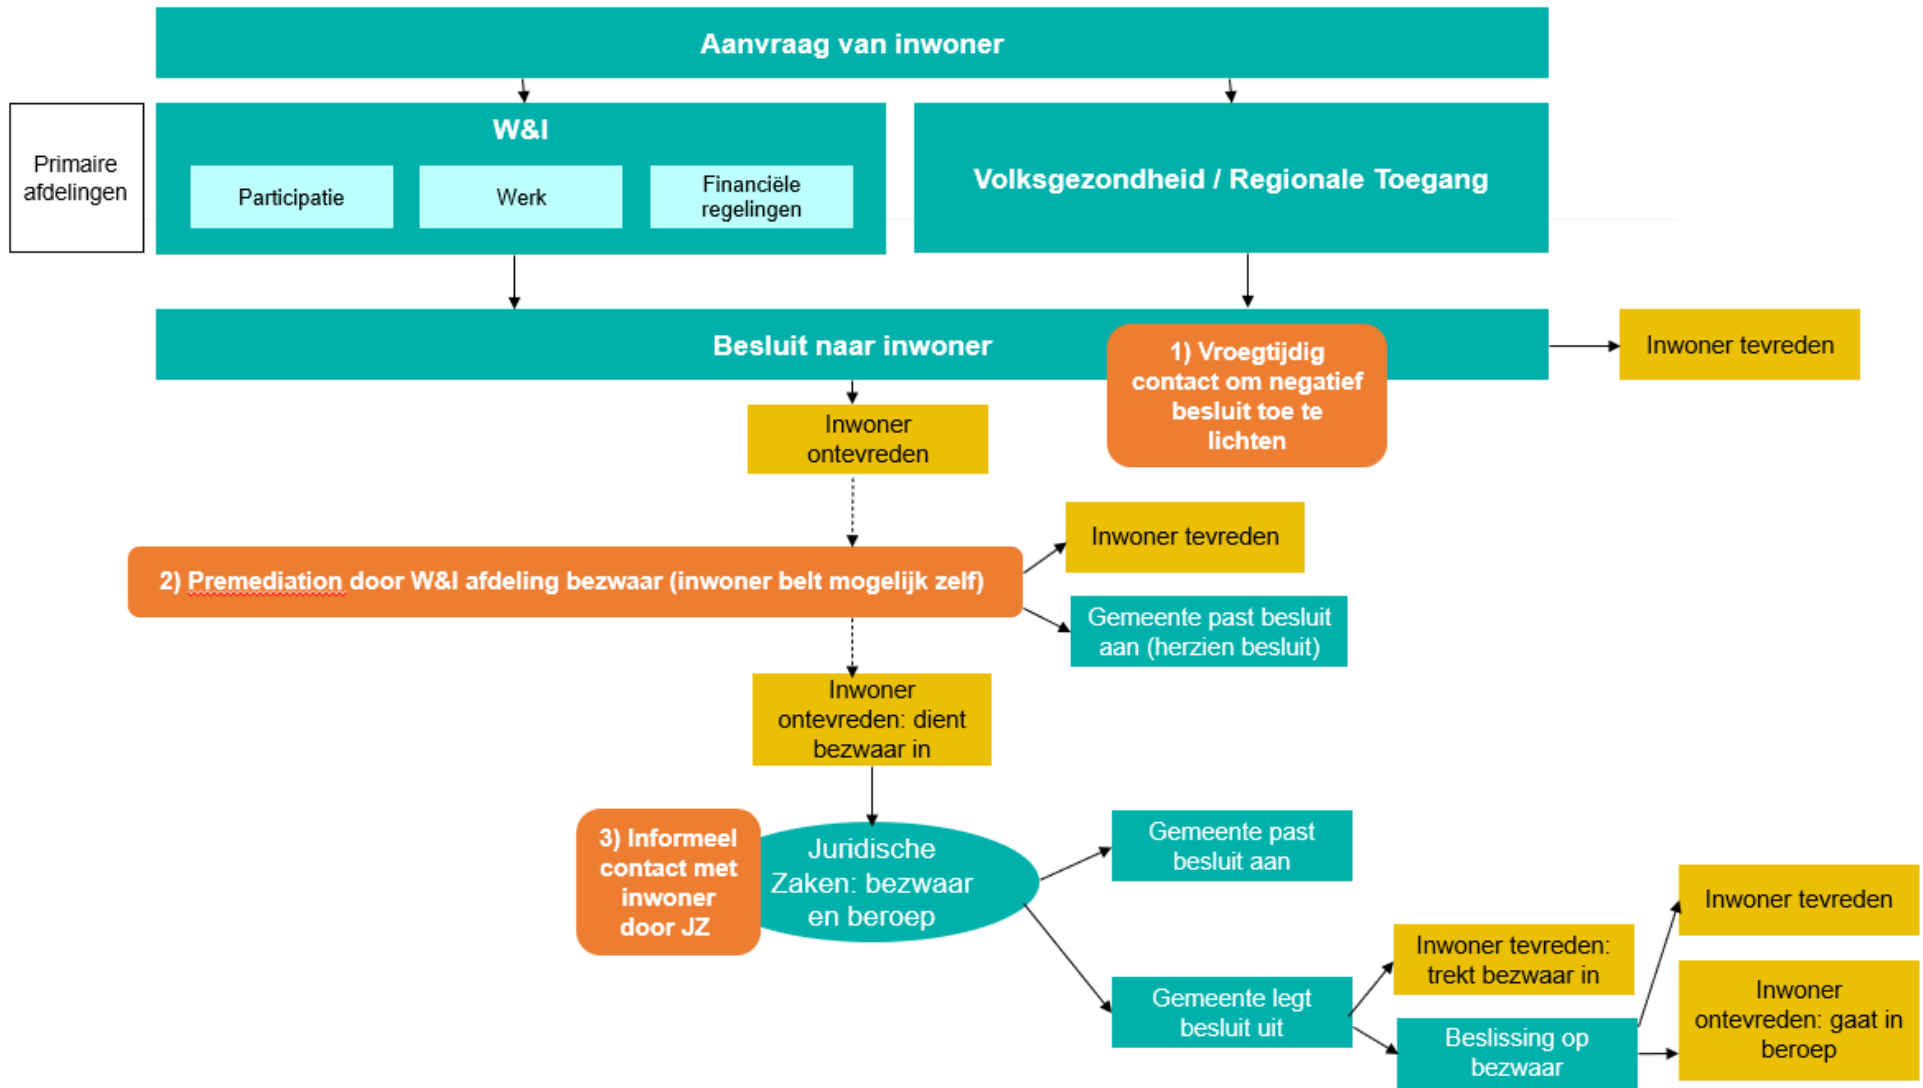 Aanvraag van inwoner
Primaire
afdelingen
W&I
Participatie
Werk
Financiële
regelingen
Volksgezondheid / Regionale Toegang
Besluit naar inwoner
1) Vroegtijdig
contact om negatief
besluit toe te
lichten
Inwoner tevreden
Inwoner
ontevreden
Inwoner tevreden
2) Premediation door W&I afdeling bezwaar (inwoner belt mogelijk zelf)
Gemeente past besluit
aan (herzien besluit)
Inwoner
ontevreden: dient
bezwaar in
3) Informeel
contact met
inwoner
door JZ
Juridische
Zaken: bezwaar
en beroep
Gemeente past
besluit aan
Gemeente legt
besluit uit
Inwoner tevreden:
trekt bezwaar in
Beslissing op
bezwaar
Inwoner tevreden
Inwoner
ontevreden: gaat in
beroep